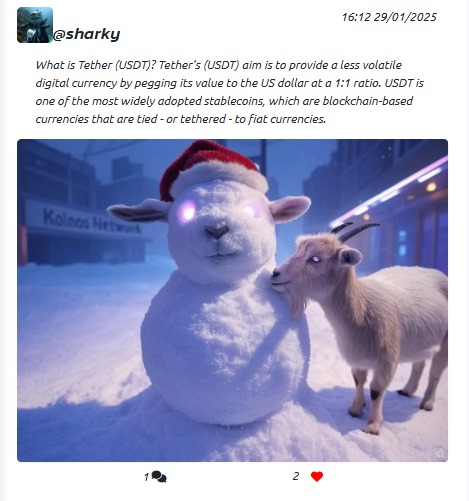 16:12 29/01/2025
@sharky
What is Tether (USDT)? Tether's (USDT) aim is to provide a less volatile
digital currency by pegging its value to the US dollar at a 1:1 ratio. USDT is
one of the most widely adopted stablecoins, which are blockchain-based
currencies that are tied - or tethered - to fiat currencies.
Kolnos Network
1
2